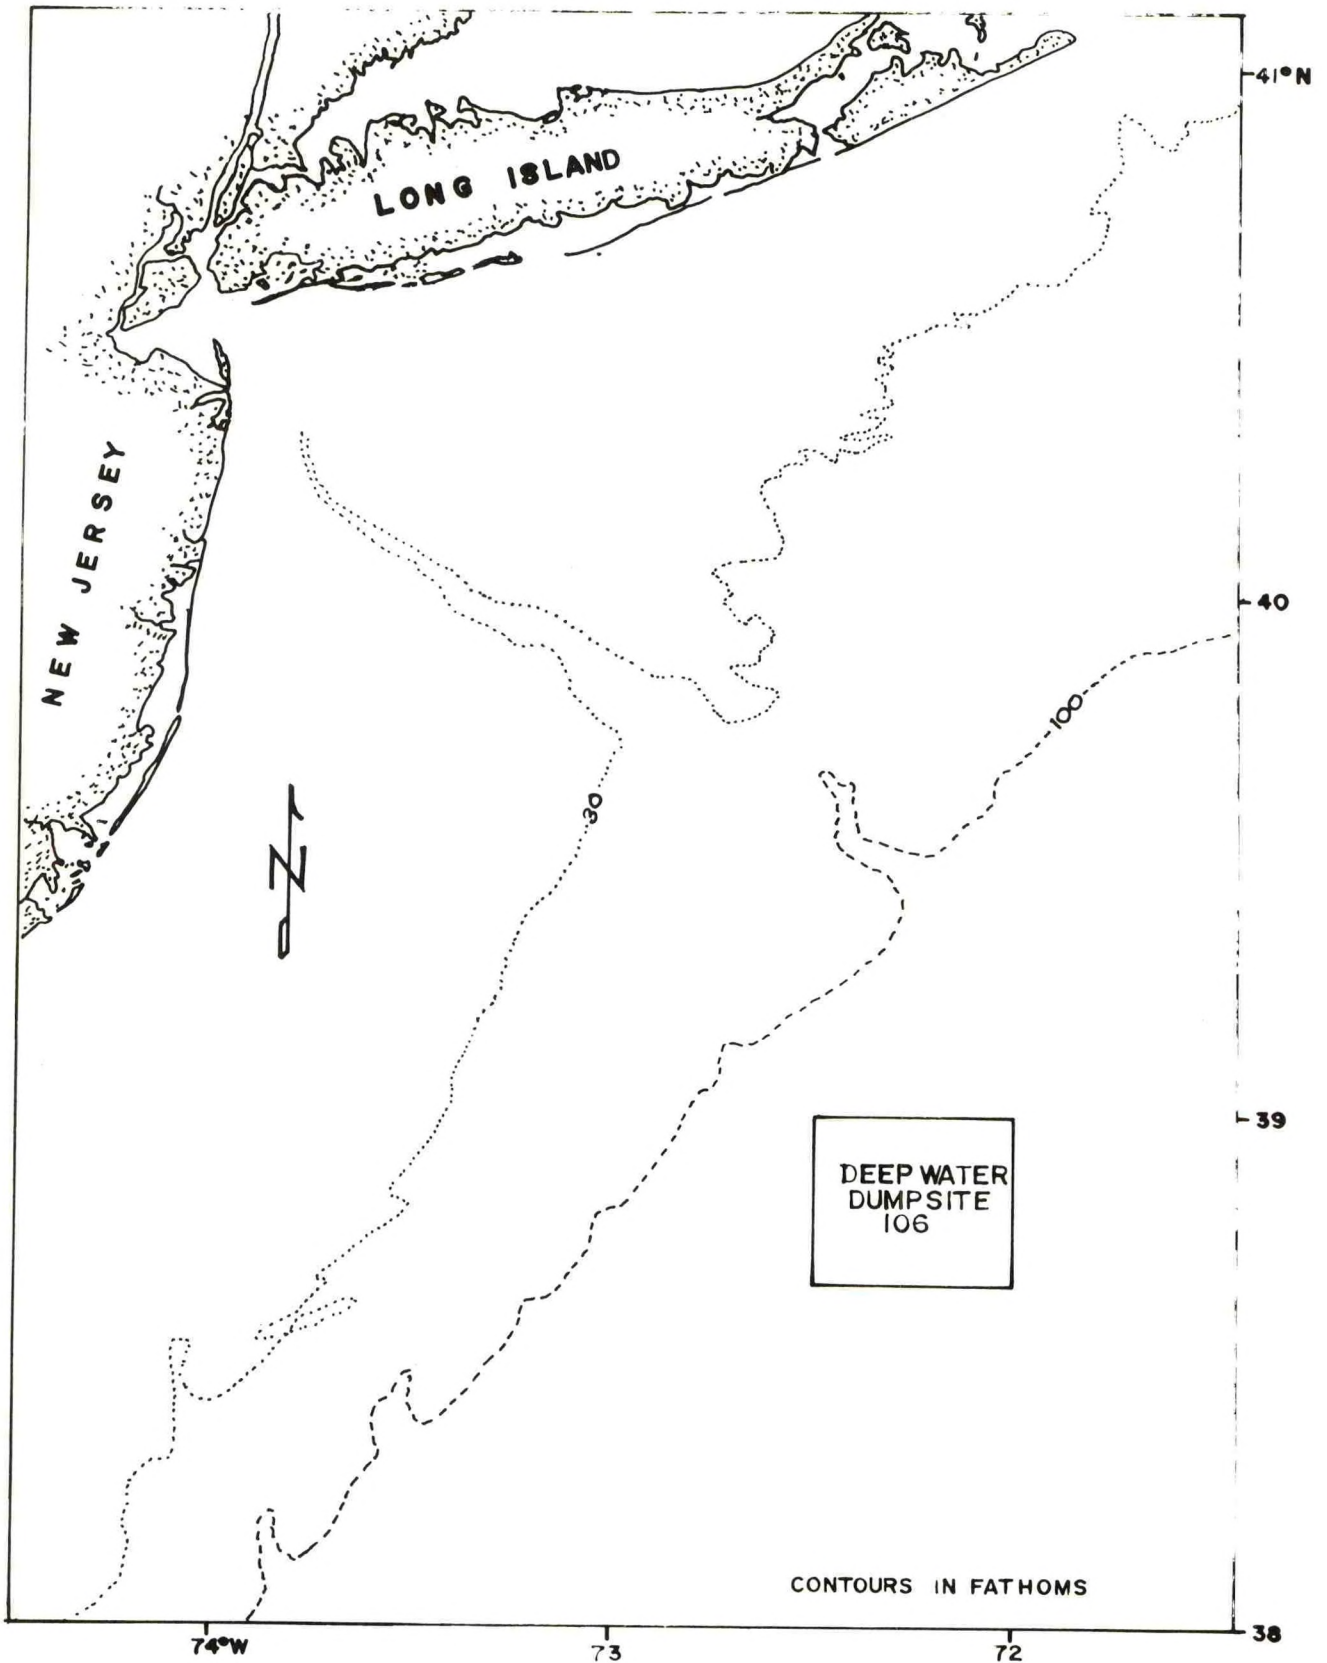 41°N
LONG ISLAND
NEW JERSEY
40
100
30
N
39
DEEP WATER
DUMPSITE
106
CONTOURS IN FATHOMS
38
74°W
73
72